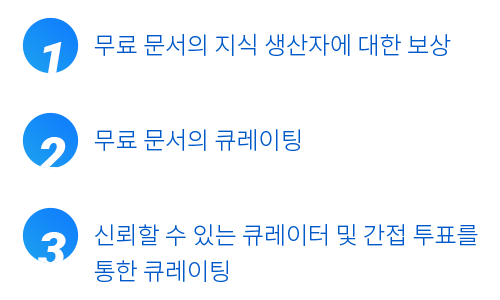 1 무료 문서의 지식 생산자에 대한 보상
2 무료 문서의 큐레이팅
3 신뢰할 수 있는 큐레이터 및 간접 투표를
통한 큐레이팅